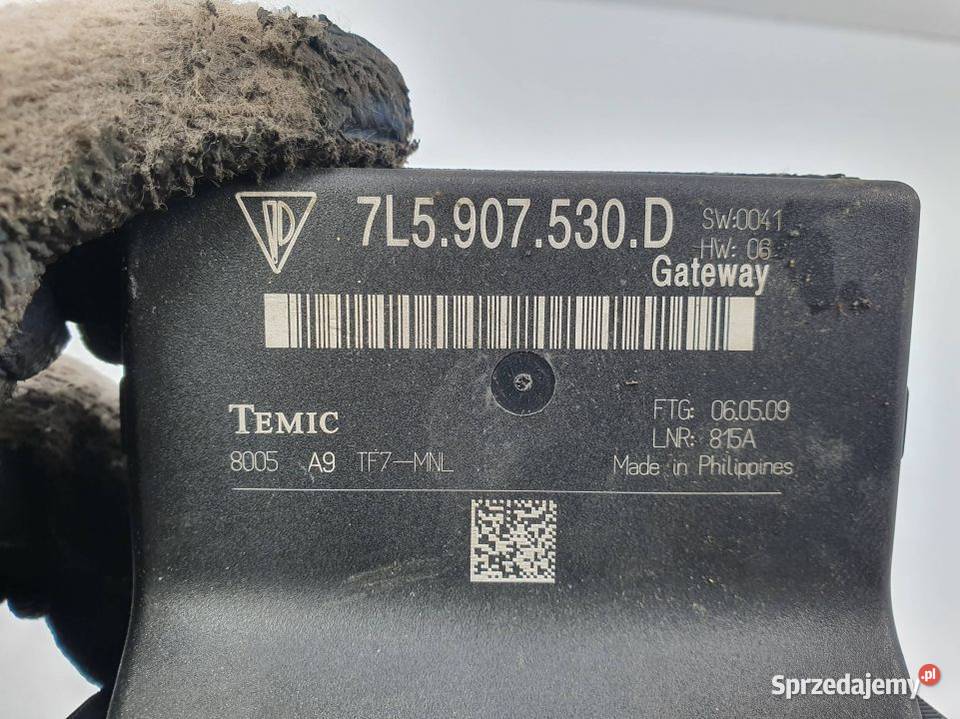 7L5.907.530.D
SW:0041
HW: 06
Gateway
TEMIC
FTG: 06.05.09
LNR: 815A
8005 A9 TF7-MNL
Made in Philippines
Sprzedajemy.pl